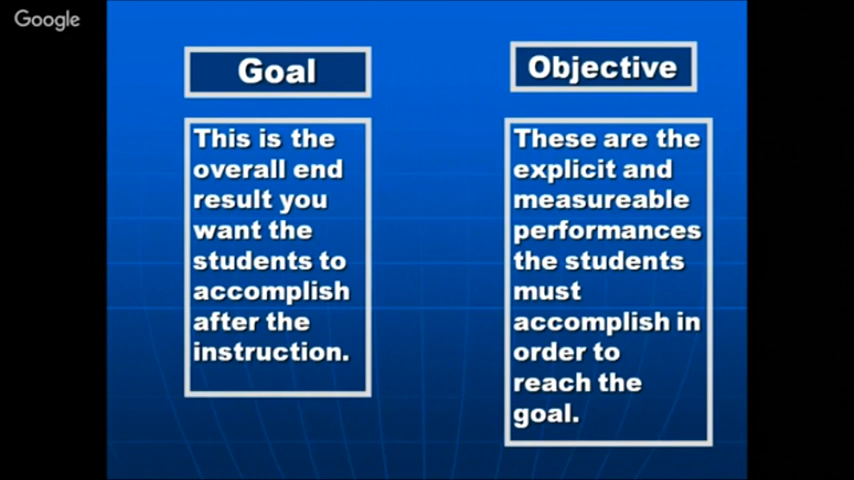 Google
Goal
This is the
overall end
result you
want the
students to
accomplish
after the
instruction.
Objective
These are the
explicit and
measureable
performances
the students
must
accomplish in
order to
reach the
goal.